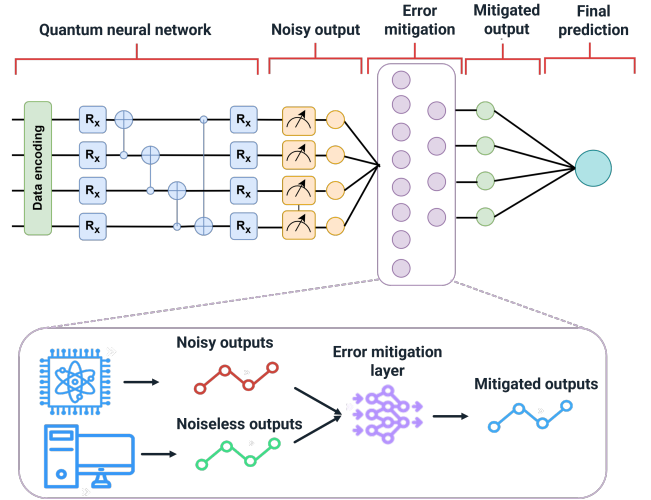 Quantum neural network
Noisy output
Error
mitigation
Mitigated
output
Final
prediction
Data encoding
Rx
Rx
Rx
Rx
Rx
Rx
Rx
Rx
Noisy outputs
Noiseless outputs
Error mitigation
layer
Mitigated outputs